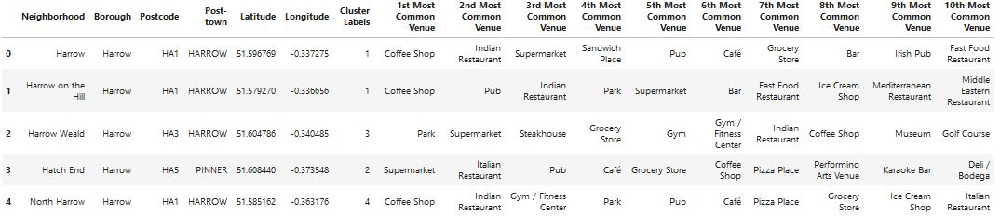 Neighborhood Borough Postcode Post-town Latitude Longitude Cluster Labels 1st Most Common Venue 2nd Most Common Venue 3rd Most Common Venue 4th Most Common Venue 5th Most Common Venue 6th Most Common Venue 7th Most Common Venue 8th Most Common Venue 9th Most Common Venue 10th Most Common Venue
0 Harrow Harrow HA1 HARROW 51.596769 -0.337275 1 Coffee Shop Indian Restaurant Supermarket Sandwich Place Pub Café Grocery Store Bar Irish Pub Fast Food Restaurant
1 Harrow on the Hill Harrow HA1 HARROW 51.579270 -0.336656 1 Coffee Shop Pub Indian Restaurant Park Supermarket Bar Fast Food Restaurant Ice Cream Shop Mediterranean Restaurant Middle Eastern Restaurant
2 Harrow Weald Harrow HA3 HARROW 51.604786 -0.340485 3 Park Supermarket Steakhouse Grocery Store Gym Gym / Fitness Center Indian Restaurant Coffee Shop Museum Golf Course
3 Hatch End Harrow HA5 PINNER 51.608440 -0.373548 2 Supermarket Italian Restaurant Pub Café Grocery Store Coffee Shop Pizza Place Performing Arts Venue Karaoke Bar Deli / Bodega
4 North Harrow Harrow HA1 HARROW 51.585162 -0.363176 4 Coffee Shop Indian Restaurant Gym / Fitness Center Park Pub Café Pizza Place Grocery Store Ice Cream Shop Italian Restaurant